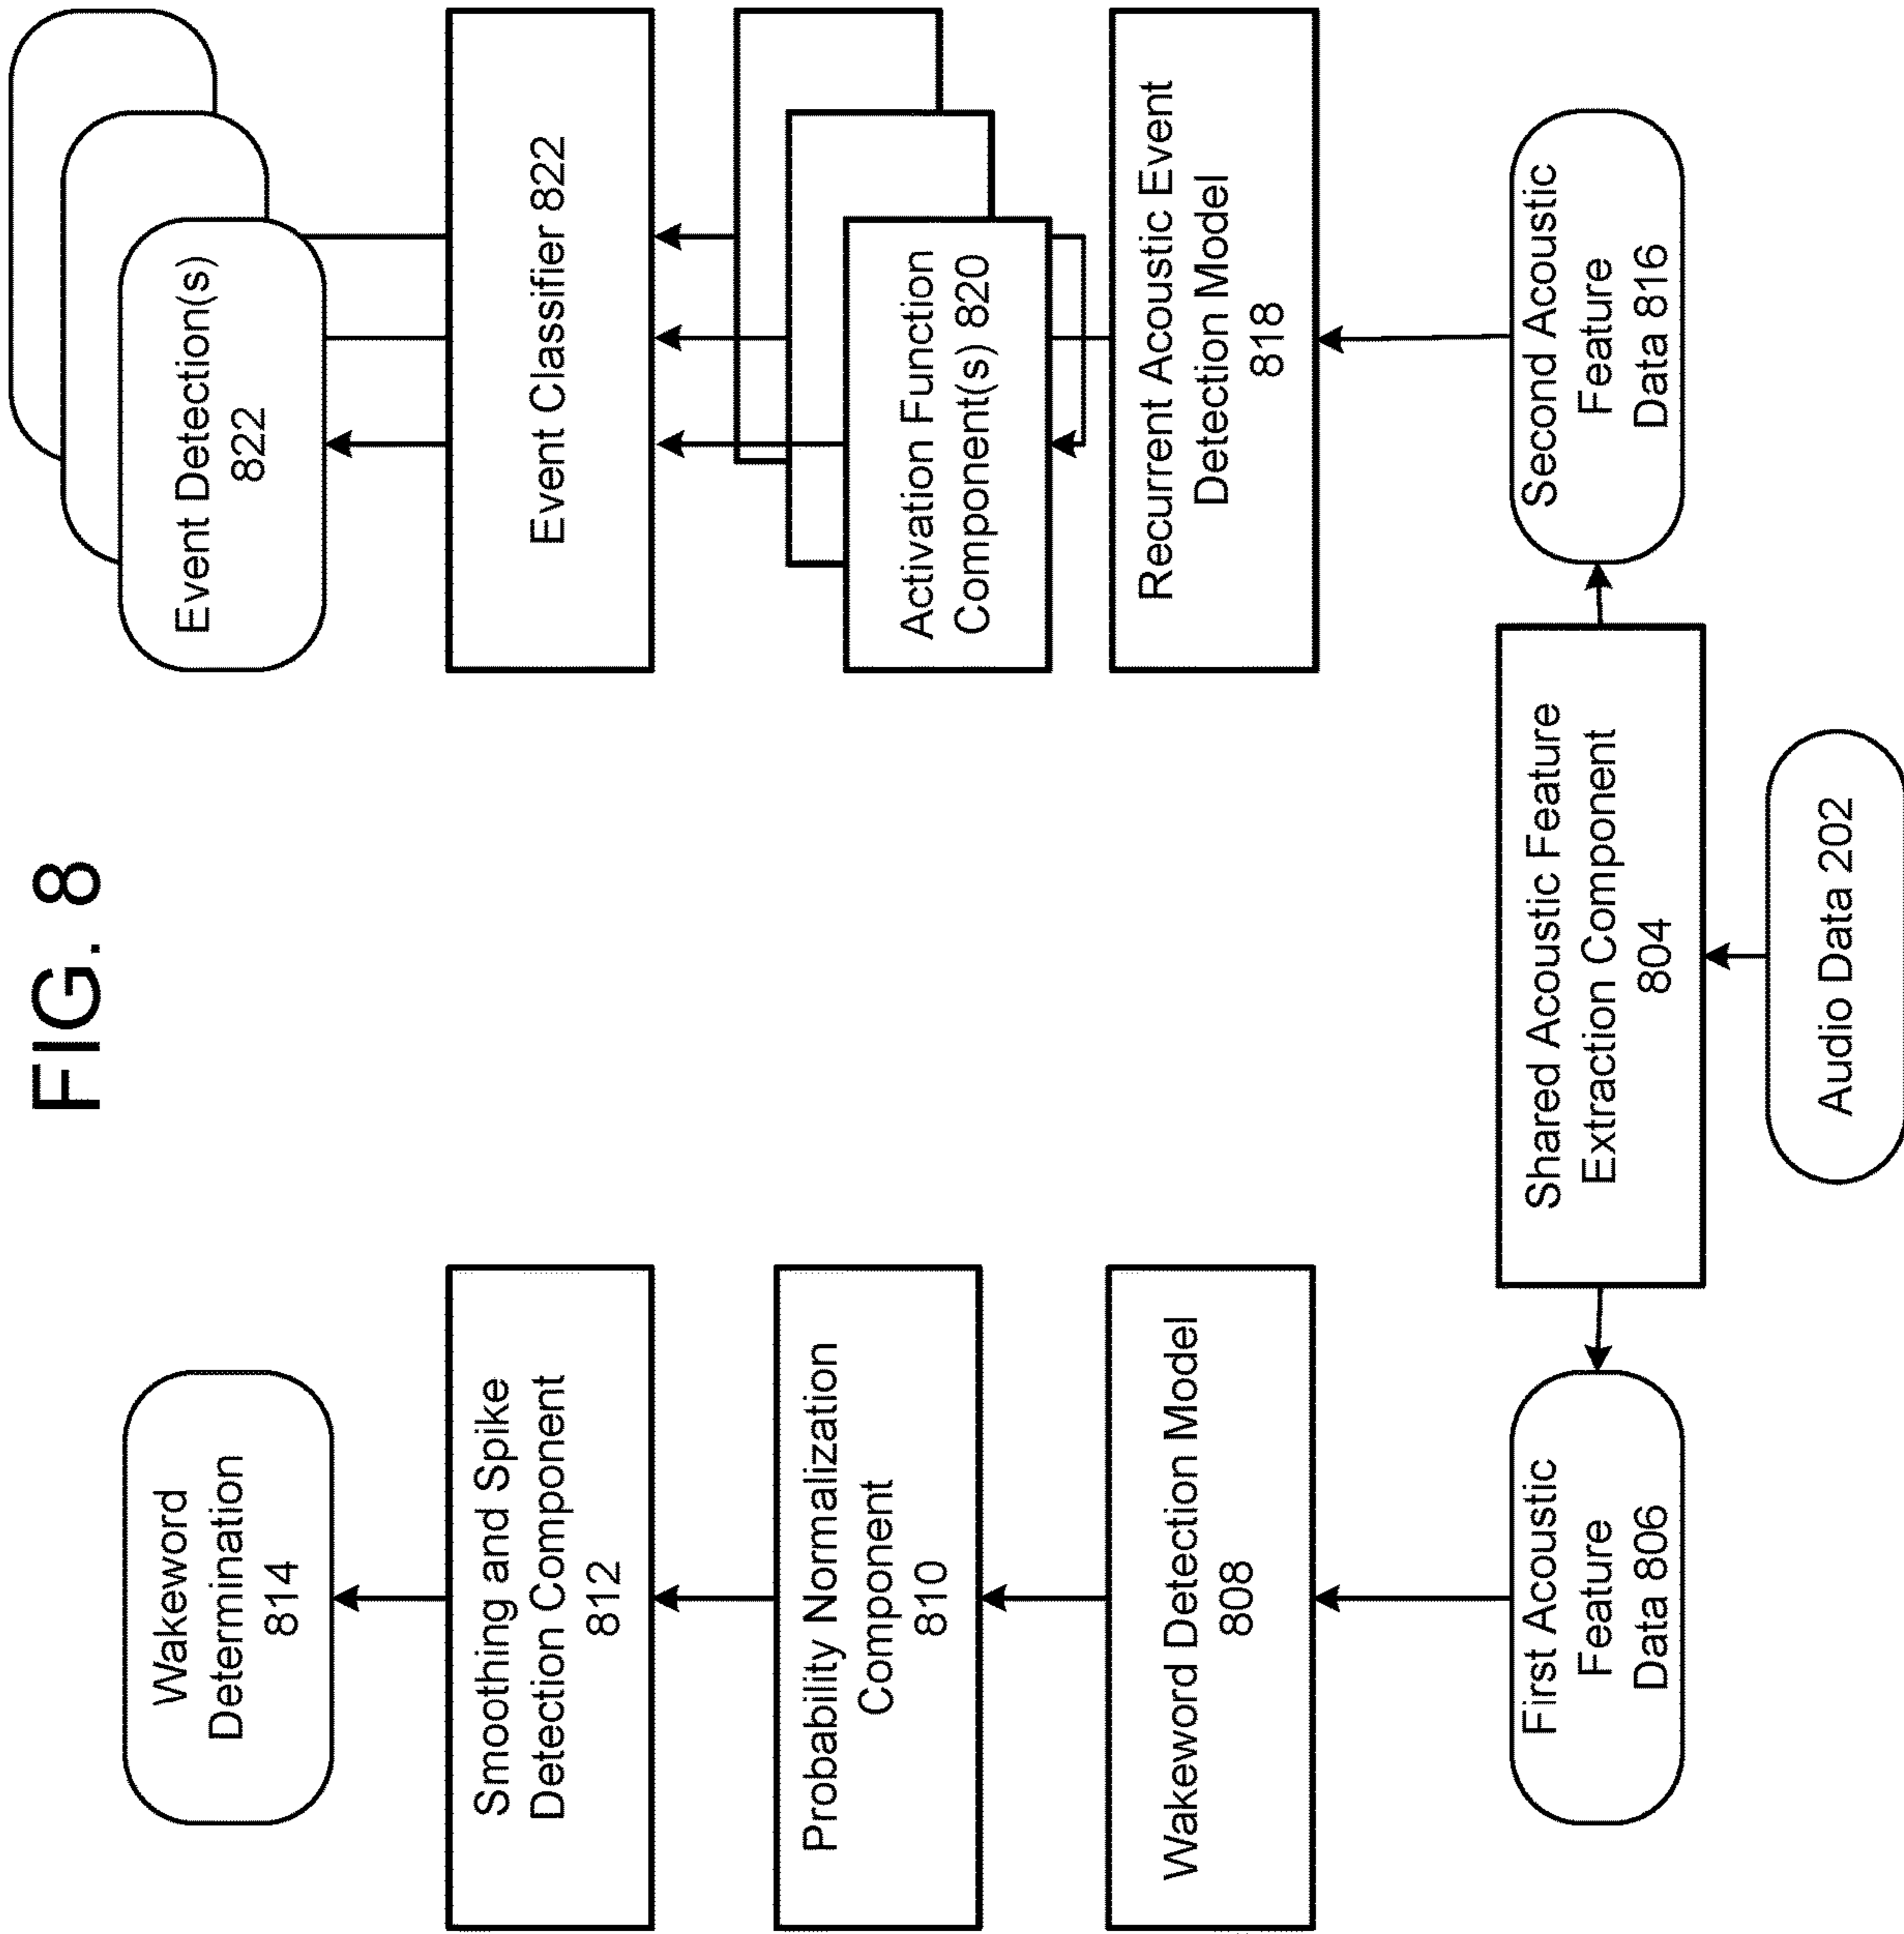 FIG. 8
Wakeword
Determination
814
Smoothing and Spike
Detection Component
812
Probability Normalization
Component
810
Wakeword Detection Model
808
First Acoustic
Feature
Data 806
Event Detection(s)
822
Event Classifier 822
Activation Function
Component(s) 820
Recurrent Acoustic Event
Detection Model
818
Second Acoustic
Feature
Data 816
Shared Acoustic Feature
Extraction Component
804
Audio Data 202